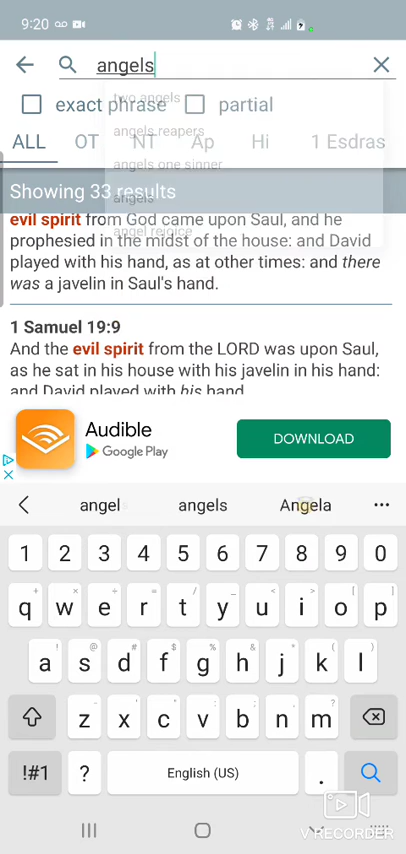 9:20
angels
exact phrase partial
two angels
angels reapers
angels one sinner
angels
angel rejoice
ALL OT NT Ap Hi 1 Esdras
Showing 33 results
evil spirit from God came upon Saul, and he
prophesied in the midst of the house: and David
played with his hand, as at other times: and there
was a javelin in Saul's hand.
1 Samuel 19:9
And the evil spirit from the LORD was upon Saul,
as he sat in his house with his javelin in his hand:
and David played with his hand.
Audible
Google Play
DOWNLOAD
angel angels Angela
1 2 3 4 5 6 7 8 9 0
q w e r t y u i o p
a s d f g h j k l
z x c v b n m
!#1 ? English (US) .
V RECORDER